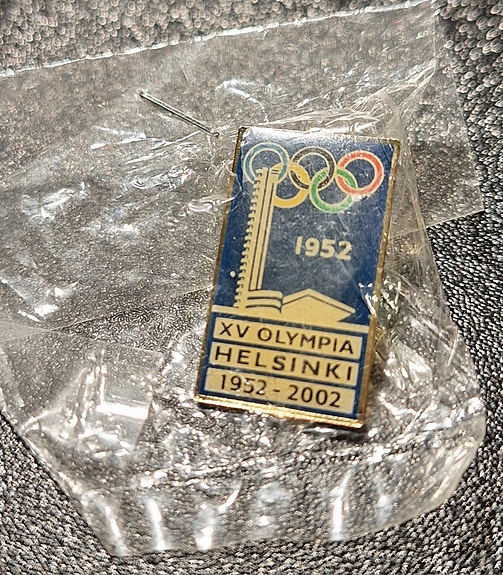 1952
XV OLYMPIA
HELSINKI
1952 - 2002